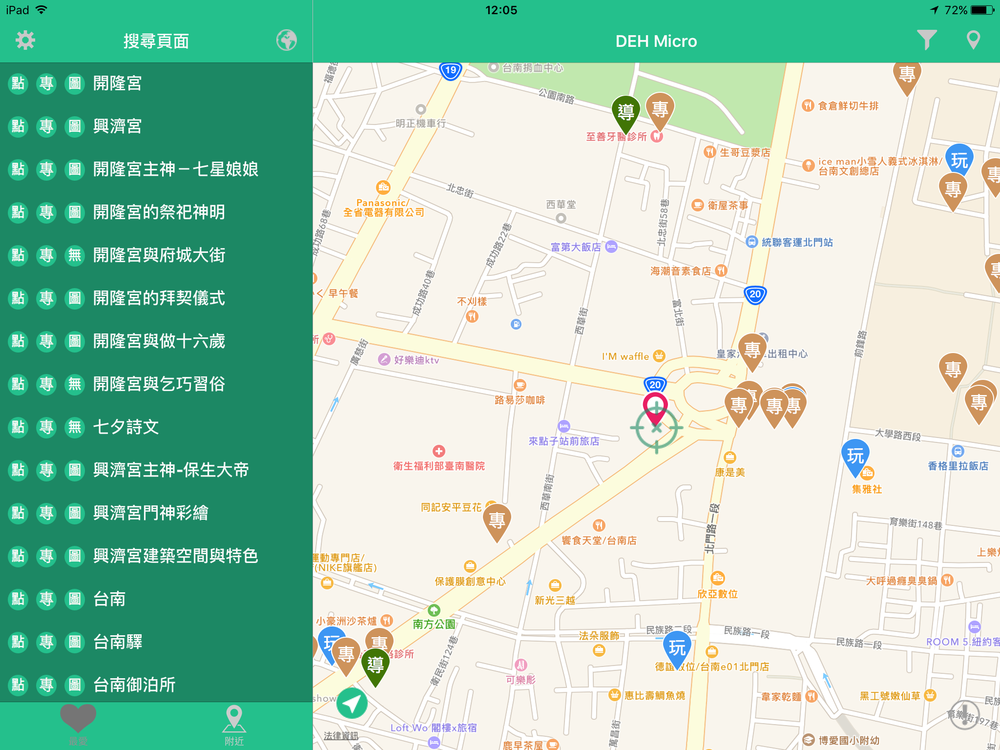 iPad
12:05
72%
搜尋頁面
DEH Micro
點 專 圖 開隆宮
點 專 圖 興濟宮
點 專 圖 開隆宮主神－七星娘娘
點 專 圖 開隆宮的祭祀神明
點 專 無 開隆宮與府城大街
點 專 圖 開隆宮的拜契儀式
點 專 圖 開隆宮與做十六歲
點 專 無 開隆宮與乞巧習俗
點 專 無 七夕詩文
點 專 圖 興濟宮主神-保生大帝
點 專 圖 興濟宮門神彩繪
點 專 圖 興濟宮建築空間與特色
點 專 圖 台南
點 專 圖 台南驛
點 專 圖 台南御泊所
最愛
附近
19
台南捐血中心
專
福德街
公園南路
食倉鮮切牛排
導
專
明正機車行
至善牙醫診所
生哥豆漿店
玩
ice man小雪人義式冰淇淋/
台南文創總店
專
專
北忠街
Panasonic/
全省電器有限公司
西華堂
衛屋茶事
北忠街58巷
成功路68巷
成功路22巷
富第大飯店
統聯客運北門站
海潮音素食店
專
成功路40巷
早午餐
不刈樣
20
西華街
富北街
所
廣慈街
好樂迪ktv
I'M waffle
皇家
出租中心
專
前鋒路
專
20
路易莎咖啡
專
專
專
專
專
來點子站前旅店
大學路西段
衛生福利部臺南醫院
玩
香格里拉飯店
康是美
集雅社
西華南街
同記安平豆花
專
北門路一段
育樂街148巷
饗食天堂/台南店
運動專門店/
(NIKE旗艦店)
上樂
保護膜創意中心
大呼過癮臭臭鍋
新光三越
欣亞數位
小豪洲沙茶爐
南方公園
民族路二段
民族路一段
民族路一段
法朵服飾
ROOM 5.紐約客
玩
專
專
診所
導
玩
德誼數位/台南e01北門店
衛民街124巷
可樂彫
show
惠比壽鯛魚燒
韋家乾麵
黑工號嫩仙草
民族
育樂街197巷
Loft Wo 閣樓x旅宿
法律資訊
萬昌街
鹿早茶屋
博愛國小附幼
街